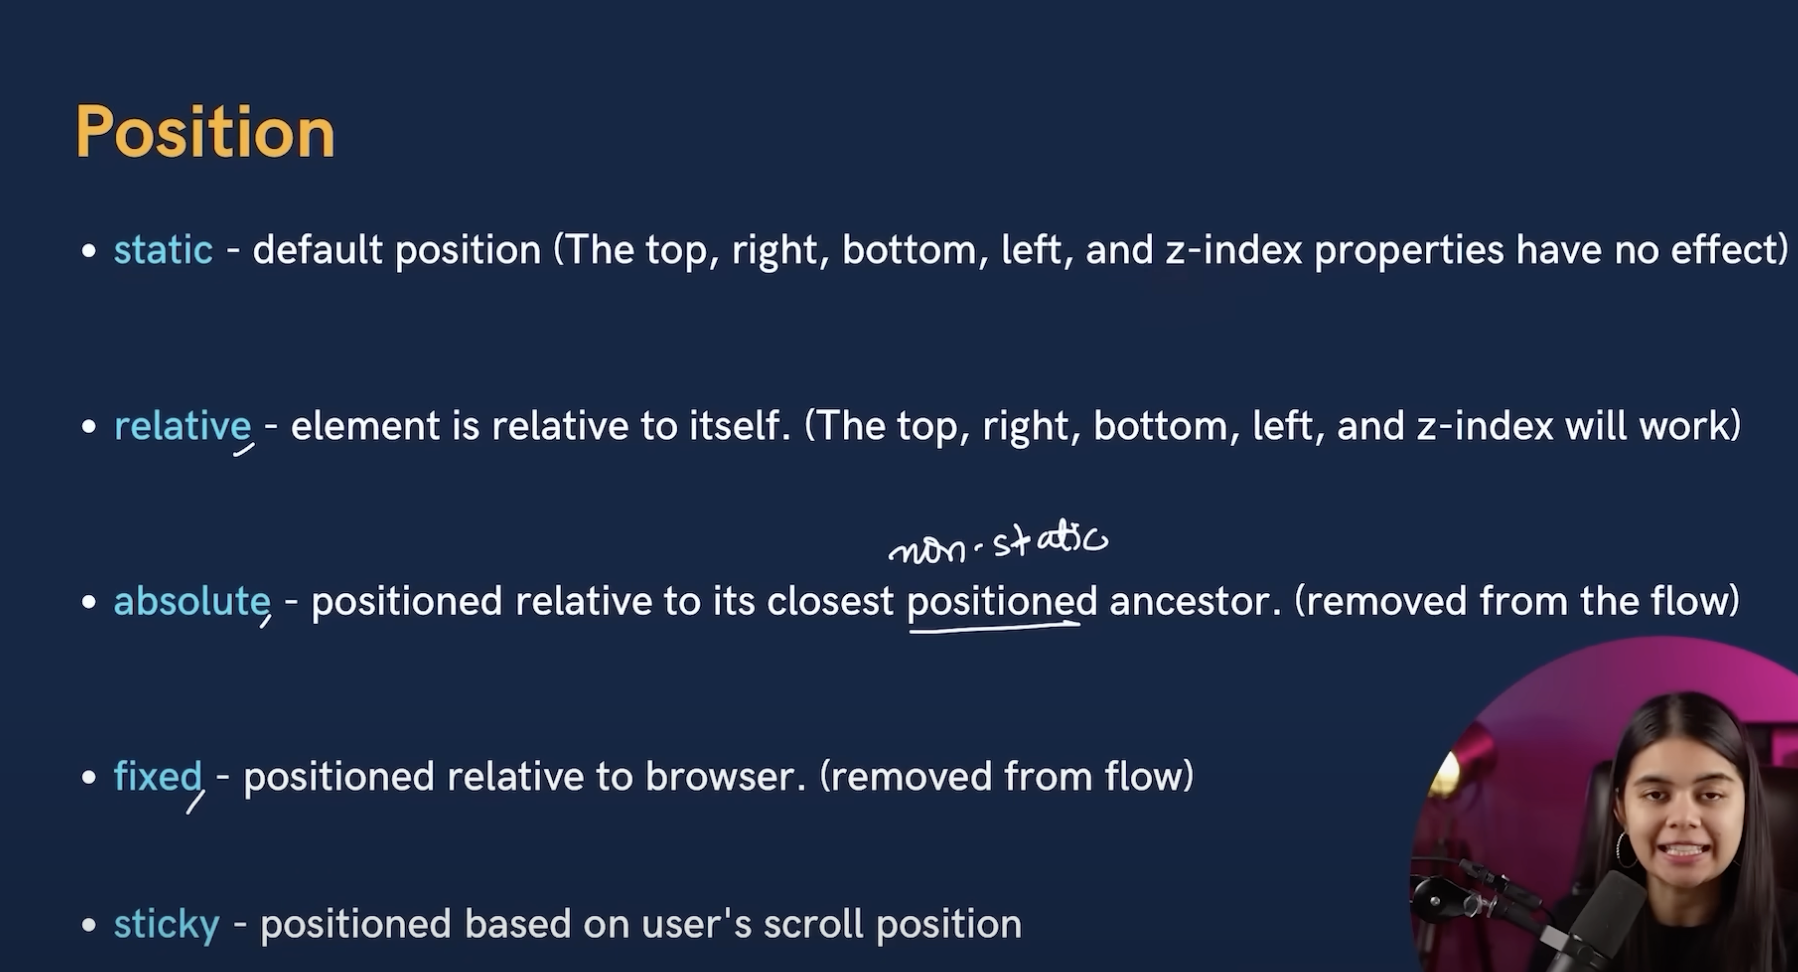 Position
• static - default position (The top, right, bottom, left, and z-index properties have no effect)
• relative - element is relative to itself. (The top, right, bottom, left, and z-index will work)
non-static
• absolute - positioned relative to its closest positioned ancestor. (removed from the flow)
• fixed - positioned relative to browser. (removed from flow)
• sticky - positioned based on user's scroll position